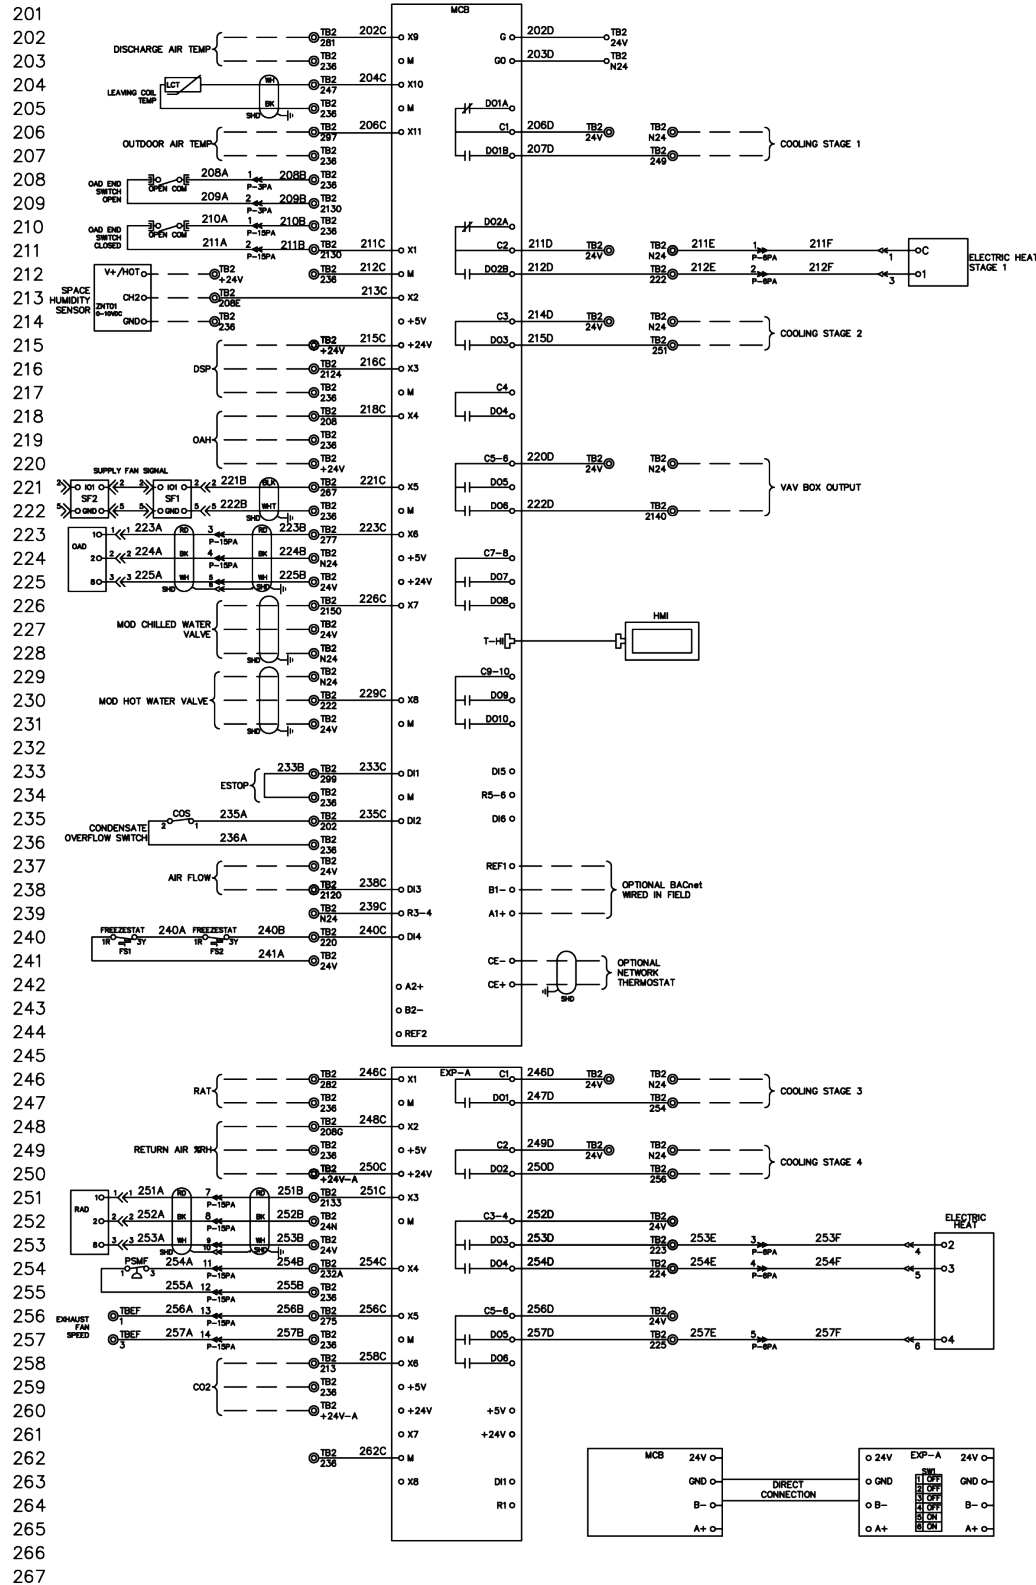 201
MCB
202 TB2 281 202C X9 G 202D TB2 24V
DISCHARGE AIR TEMP
203 TB2 236 M GO 203D TB2 N24
204 LCT WH TB2 247 204C X10
LEAVING COIL TEMP
205 BK SHD TB2 236 M DO1A
206 TB2 297 206C X11 C1 206D TB2 24V TB2 N24
OUTDOOR AIR TEMP COOLING STAGE 1
207 TB2 236 DO1B 207D TB2 249
208 OPEN COM 208A 1 P-3PA 208B TB2 236
OAD END SWITCH OPEN
209 209A 2 P-3PA 209B TB2 2130
210 OPEN COM 210A 1 P-15PA 210B TB2 236 DO2A
OAD END SWITCH CLOSED
211 211A 2 P-15PA 211B TB2 2130 211C X1 C2 211D TB2 24V TB2 N24 211E 1 P-6PA 211F 1 C
ELECTRIC HEAT STAGE 1
212 V+/HOT TB2 +24V TB2 236 212C M DO2B 212D TB2 222 212E 2 P-6PA 212F 3 1
213 SPACE HUMIDITY SENSOR CH2 ZNT01 0-10VDC TB2 208E 213C X2
214 GND TB2 236 +5V C3 214D TB2 24V TB2 N24
COOLING STAGE 2
215 TB2 +24V 215C +24V DO3 215D TB2 251
216 DSP TB2 2124 216C X3
217 TB2 236 M C4
218 TB2 208 218C X4 DO4
219 OAH TB2 236
220 TB2 +24V C5-6 220D TB2 24V TB2 N24
SUPPLY FAN SIGNAL
221 2 IO1 2 2 IO1 2 2 221B BLK TB2 267 221C X5 DO5 VAV BOX OUTPUT
SF2 SF1
222 5 GND 5 5 GND 5 5 222B WHT SHD TB2 236 M DO6 222D TB2 2140
223 1 1 1 223A RD 3 P-15PA RD 223B TB2 277 223C X6
OAD
224 2 2 2 224A BK 4 P-15PA BK 224B TB2 N24 +5V C7-8
225 8 3 3 225A WH SHD 5 6 WH SHD 225B TB2 24V +24V DO7
226 TB2 2150 226C X7 DO8
227 MOD CHILLED WATER VALVE TB2 24V HMI
T-HI
228 SHD TB2 N24
229 TB2 N24 C9-10
230 MOD HOT WATER VALVE TB2 222 229C X8 DO9
231 SHD TB2 24V M DO10
232
233 233B TB2 299 233C DI1 DI5
ESTOP
234 TB2 236 M R5-6
235 COS 2 1 235A TB2 202 235C DI2 DI6
CONDENSATE OVERFLOW SWITCH
236 236A TB2 236
237 TB2 24V REF1
AIR FLOW
238 TB2 2120 238C DI3 B1- OPTIONAL BACnet WIRED IN FIELD
239 TB2 N24 239C R3-4 A1+
240 FREEZESTAT 1R 3Y FS1 240A FREEZESTAT 1R 3Y FS2 240B TB2 220 240C DI4
241 241A TB2 24V CE-
OPTIONAL NETWORK THERMOSTAT
242 A2+ CE+ SHD
243 B2-
244 REF2
245
EXP-A
246 TB2 282 246C X1 C1 246D TB2 24V TB2 N24
RAT COOLING STAGE 3
247 TB2 236 M DO1 247D TB2 254
248 TB2 208G 248C X2
249 RETURN AIR %RH TB2 236 +5V C2 249D TB2 24V TB2 N24
COOLING STAGE 4
250 TB2 +24V-A 250C +24V DO2 250D TB2 256
251 1 1 1 251A RD 7 P-15PA RD 251B TB2 2133 251C X3
RAD
252 2 2 2 252A BK 8 P-15PA BK 252B TB2 24N M C3-4 252D TB2 24V
ELECTRIC HEAT
253 8 3 3 253A WH SHD 9 10 WH SHD 253B TB2 24V DO3 253D TB2 223 253E 3 P-6PA 253F 4 2
254 PSMF 1 3 254A 11 P-15PA 254B TB2 232A 254C X4 DO4 254D TB2 224 254E 4 P-6PA 254F 5 3
255 255A 12 P-15PA 255B TB2 236
256 TBEF 1 256A 13 P-15PA 256B TB2 275 256C X5 C5-6 256D TB2 24V
EXHAUST FAN SPEED
257 TBEF 3 257A 14 P-15PA 257B TB2 236 M DO5 257D TB2 225 257E 5 P-6PA 257F 6 4
258 TB2 213 258C X6 DO6
259 CO2 TB2 236 +5V
260 TB2 +24V-A +24V +5V
261 X7 +24V
262 TB2 236 262C M MCB 24V 24V EXP-A 24V
263 X8 DI1 GND DIRECT CONNECTION GND SW1 GND
1 OFF
2 OFF
3 OFF
264 R1 B- B- 4 OFF B-
5 ON
6 ON
265 A+ A+ A+
266
267